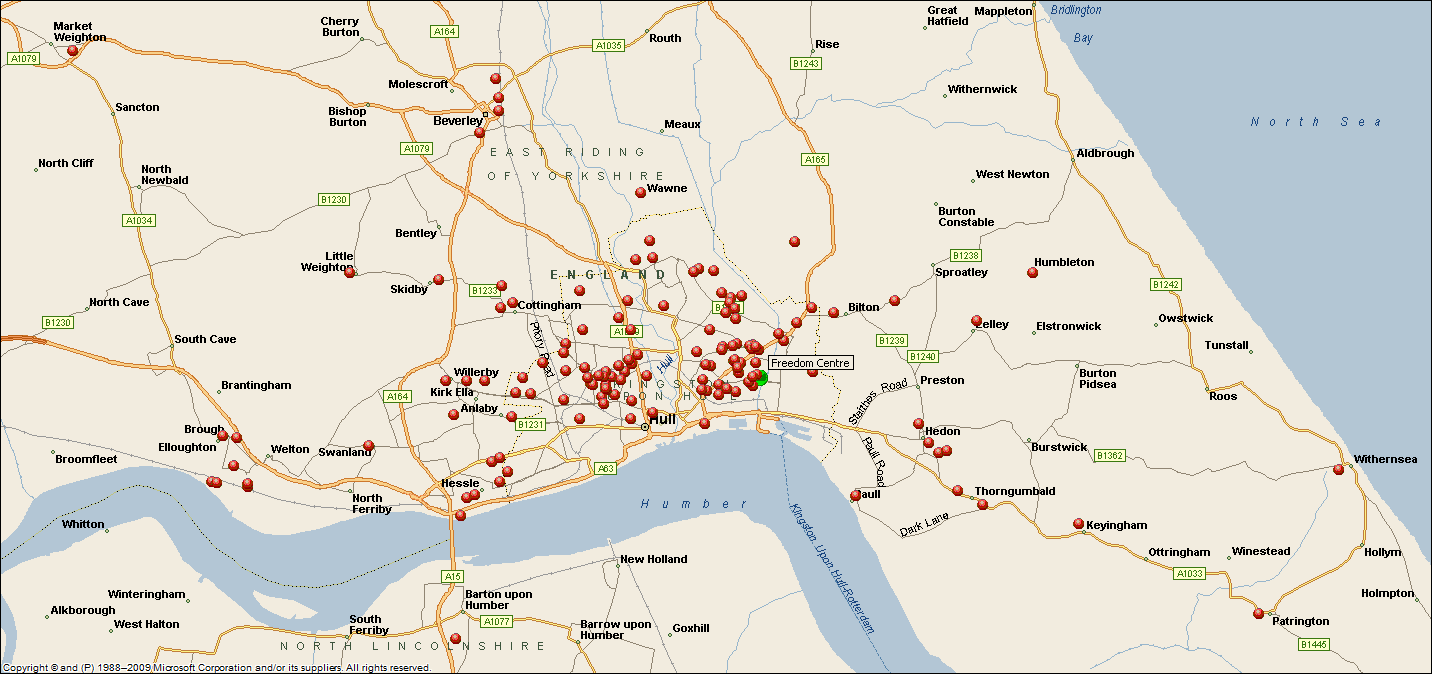 Market
Weighton
Cherry
Burton
A164
A1035
Routh
Rise
B1243
Great
Hatfield
Mappleton
Bridlington
Bay
A1079
Molescroft
Sancton
Bishop
Burton
Beverley
Meaux
Withernwick
North Sea
A1079
EAST RIDING
OF YORKSHIRE
A165
Aldbrough
North Cliff
North
Newbald
Wawne
West Newton
B1230
A1034
Burton
Constable
Bentley
Little
Weighton
ENGLAND
B1238
Humbleton
Sproatley
Skidby
B1233
Cottingham
B1242
North Cave
Bilton
B1230
Priory Road
Zelley
Elstronwick
Owstwick
South Cave
Hull
B1239
B1240
Tunstall
Freedom Centre
Willerby
Kirk Ella
Brantingham
KINGSTON
UPON HULL
Preston
Burton
Pidsea
Roos
A164
Anlaby
B1231
Hull
Staithes Road
Brough
Elloughton
Welton
Swanland
Hedon
Burstwick
B1362
Withernsea
Broomfleet
A63
Paull Road
Hessle
North
Ferriby
Humber
Paull
Thorngumbald
Dark Lane
Keyingham
Whitton
Kingston Upon Hull-Rotterdam
New Holland
Ottringham
Winestead
Hollym
A15
A1033
Holmpton
Winteringham
Barton upon
Humber
Alkborough
West Halton
South
Ferriby
A1077
Barrow upon
Humber
Goxhill
Patrington
NORTH LINCOLNSHIRE
B1445
Copyright © and (P) 1988–2009 Microsoft Corporation and/or its suppliers. All rights reserved.